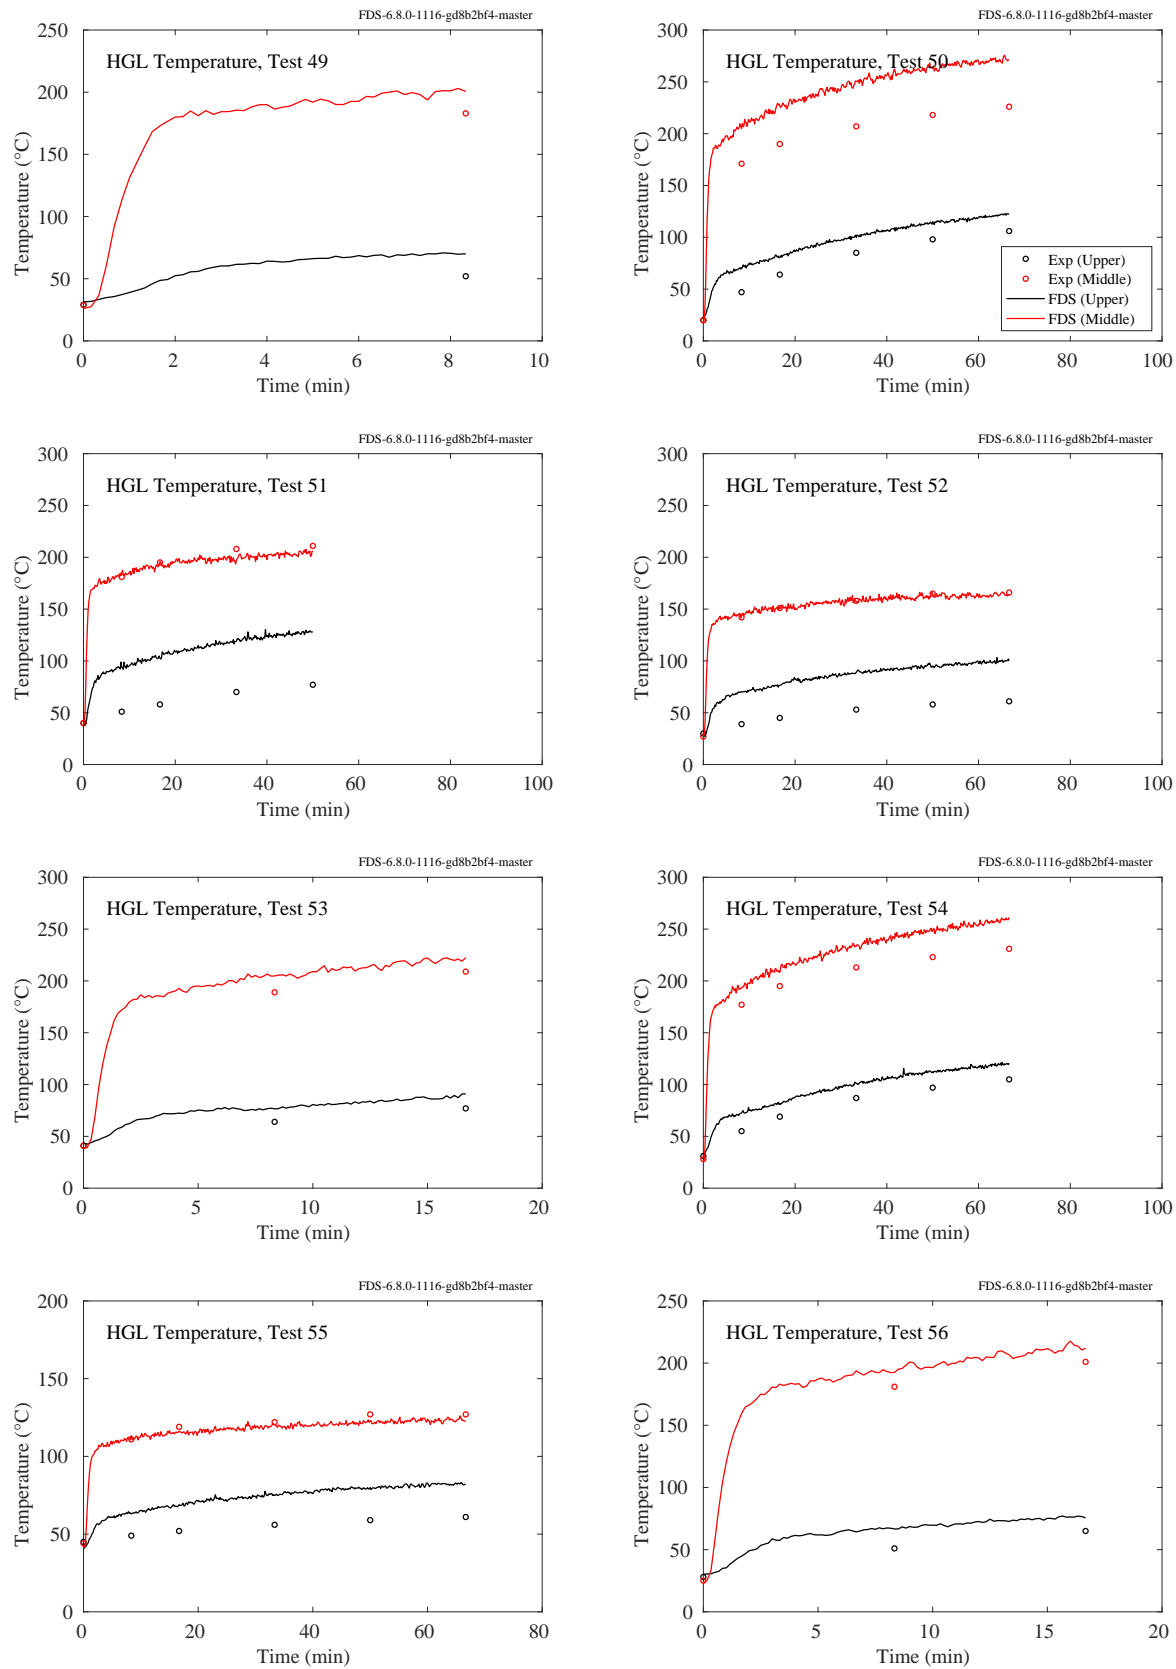 FDS-6.8.0-1116-gd8b2bf4-master
HGL Temperature, Test 49
Temperature (°C)
250
200
150
100
50
0
0 2 4 6 8 10
Time (min)
FDS-6.8.0-1116-gd8b2bf4-master
HGL Temperature, Test 50
Temperature (°C)
300
250
200
150
100
50
0
Exp (Upper)
Exp (Middle)
FDS (Upper)
FDS (Middle)
0 20 40 60 80 100
Time (min)
FDS-6.8.0-1116-gd8b2bf4-master
HGL Temperature, Test 51
Temperature (°C)
300
250
200
150
100
50
0
0 20 40 60 80 100
Time (min)
FDS-6.8.0-1116-gd8b2bf4-master
HGL Temperature, Test 52
Temperature (°C)
300
250
200
150
100
50
0
0 20 40 60 80 100
Time (min)
FDS-6.8.0-1116-gd8b2bf4-master
HGL Temperature, Test 53
Temperature (°C)
300
250
200
150
100
50
0
0 5 10 15 20
Time (min)
FDS-6.8.0-1116-gd8b2bf4-master
HGL Temperature, Test 54
Temperature (°C)
300
250
200
150
100
50
0
0 20 40 60 80 100
Time (min)
FDS-6.8.0-1116-gd8b2bf4-master
HGL Temperature, Test 55
Temperature (°C)
200
150
100
50
0
0 20 40 60 80
Time (min)
FDS-6.8.0-1116-gd8b2bf4-master
HGL Temperature, Test 56
Temperature (°C)
250
200
150
100
50
0
0 5 10 15 20
Time (min)